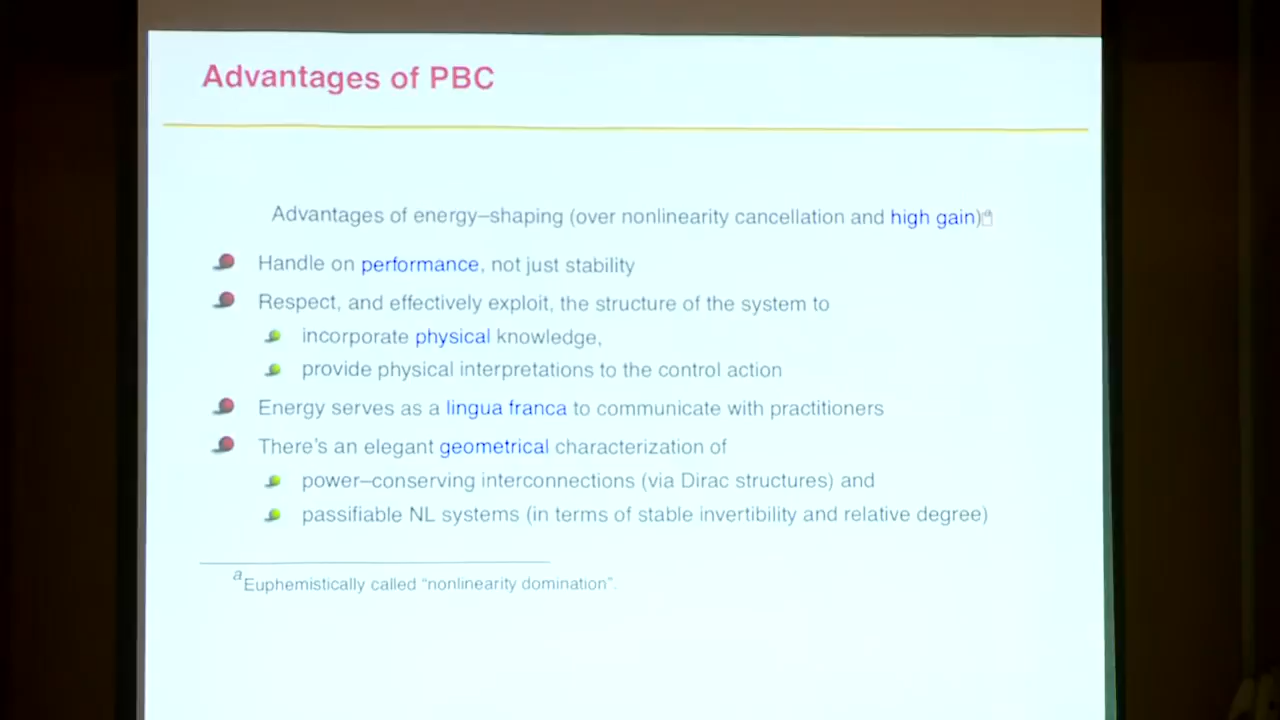 Advantages of PBC
Advantages of energy–shaping (over nonlinearity cancellation and high gain)a
Handle on performance, not just stability
Respect, and effectively exploit, the structure of the system to
incorporate physical knowledge,
provide physical interpretations to the control action
Energy serves as a lingua franca to communicate with practitioners
There's an elegant geometrical characterization of
power–conserving interconnections (via Dirac structures) and
passifiable NL systems (in terms of stable invertibility and relative degree)
aEuphemistically called “nonlinearity domination”.